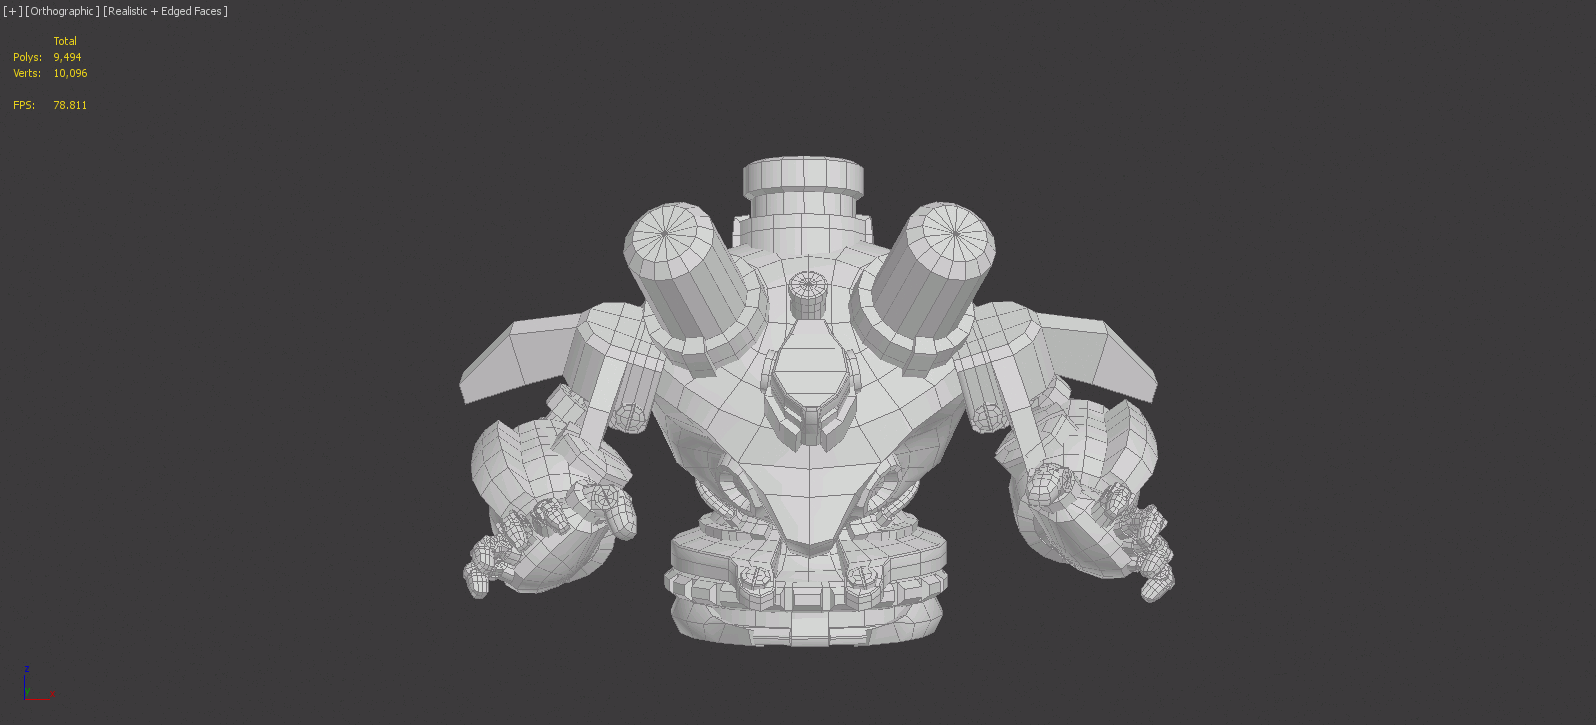 [+] [Orthographic] [Realistic + Edged Faces]
Total
Polys: 9,494
Verts: 10,096
FPS: 78.811
z
y
x